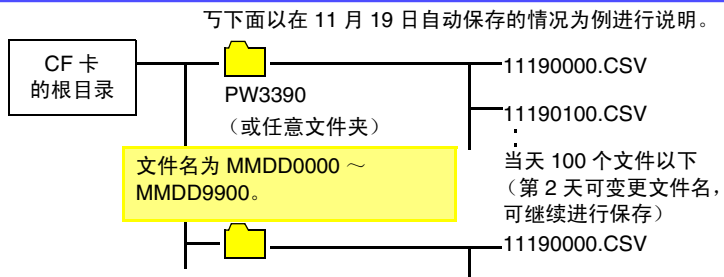 丂下面以在 11 月 19 日自动保存的情况为例进行说明。
CF 卡
的根目录
PW3390
（或任意文件夹）
11190000.CSV
11190100.CSV
文件名为 MMDD0000 ～
MMDD9900。
当天 100 个文件以下
（第 2 天可变更文件名，
可继续进行保存）
11190000.CSV